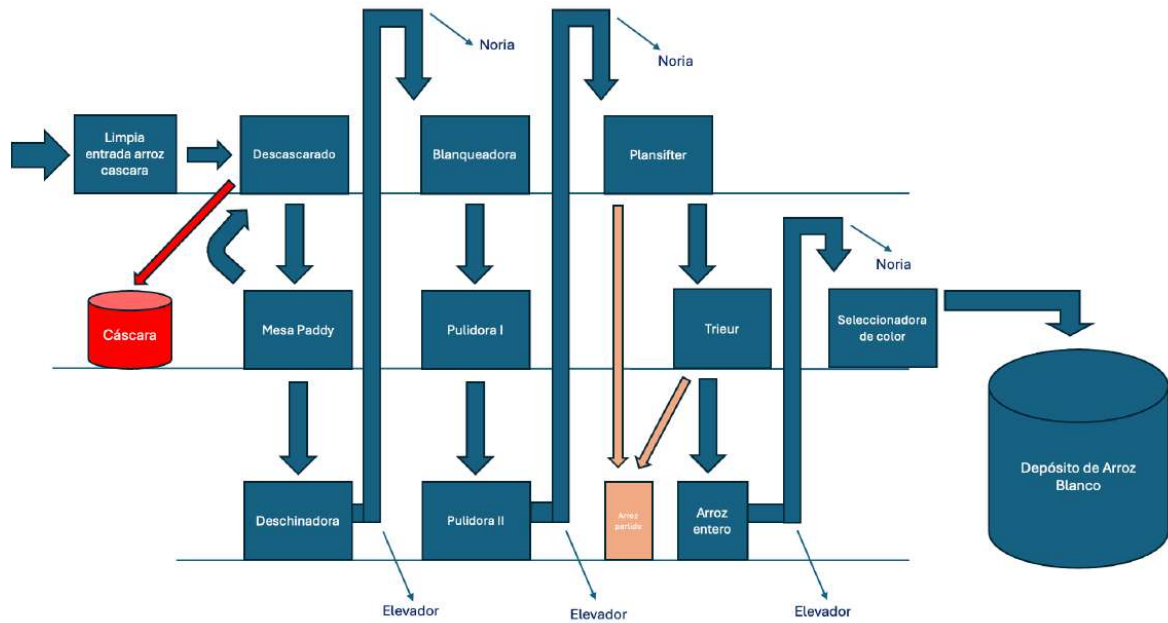 Noria
Noria
Limpia
entrada arroz
cascara
Descascarado
Blanqueadora
Plansifter
Noria
Cáscara
Mesa Paddy
Pulidora I
Trieur
Seleccionadora
de color
Depósito de Arroz
Blanco
Deschinadora
Pulidora II
Arroz
partido
Arroz
entero
Elevador
Elevador
Elevador